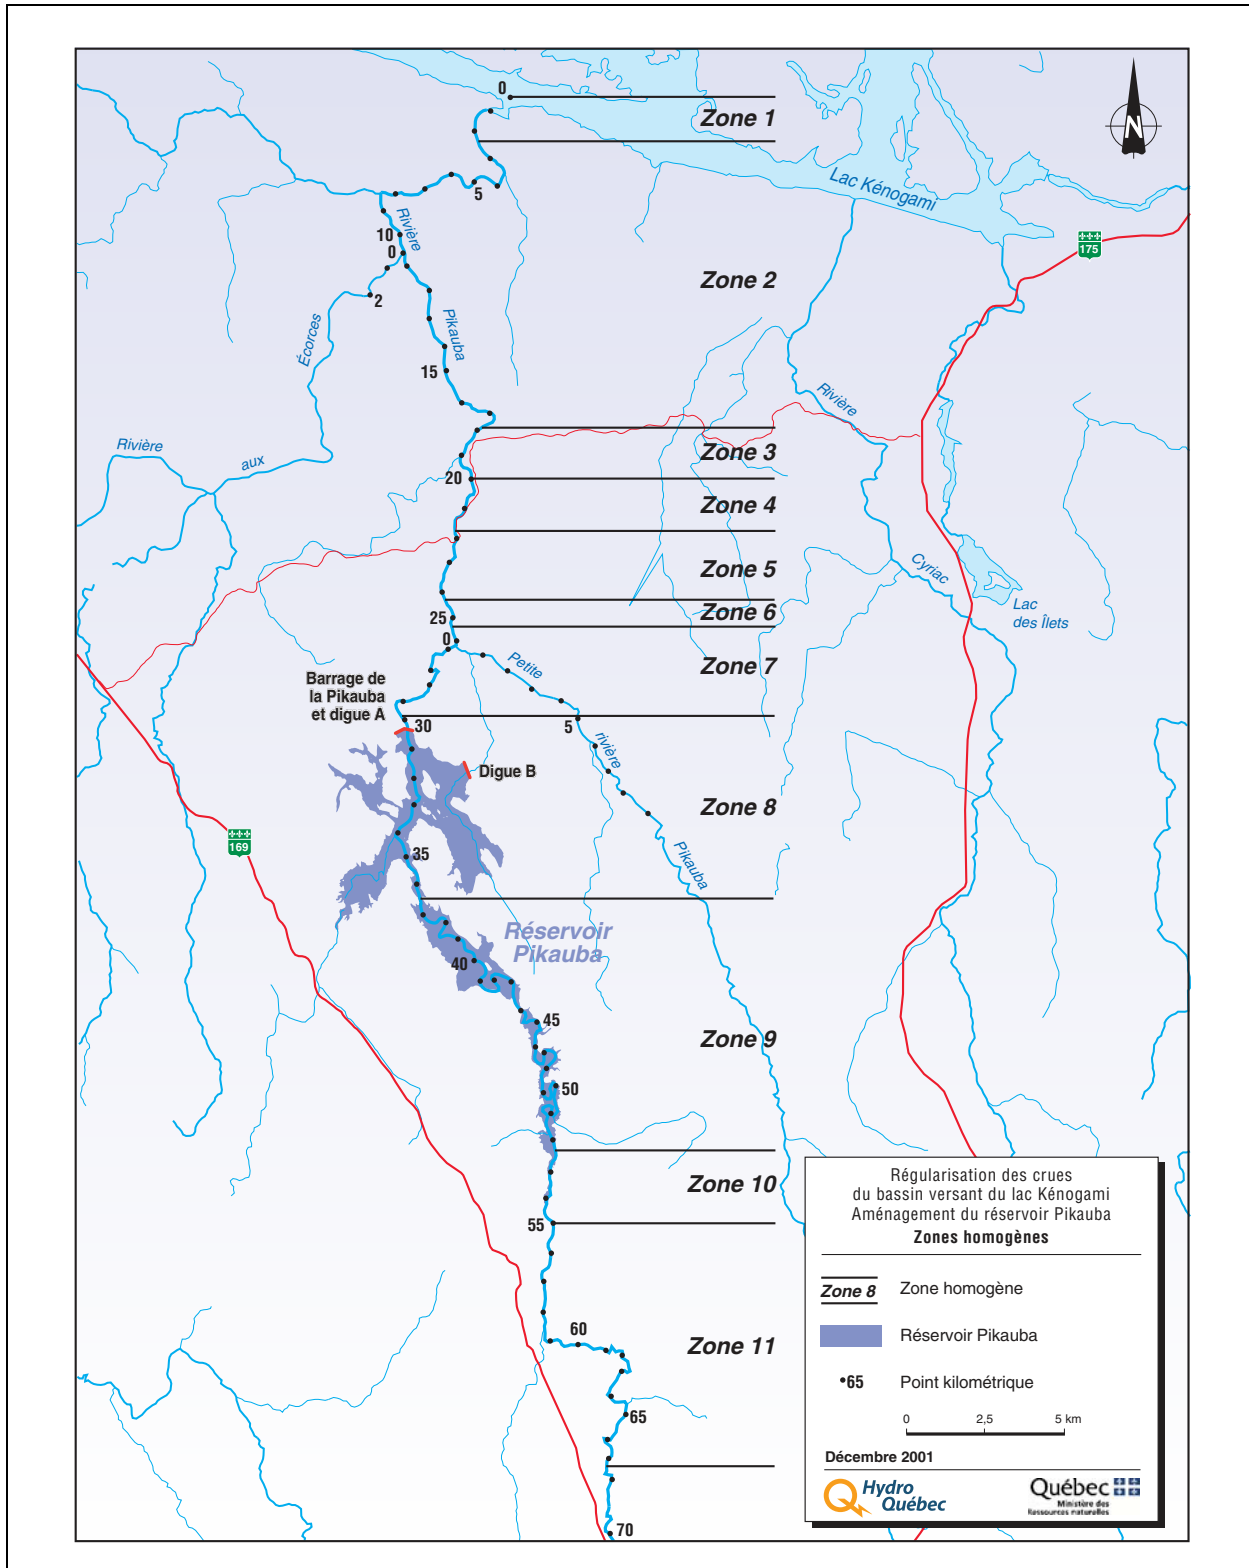 0
Zone 1
N
Lac Kénogami
5
175
Rivière
10
0
2
Zone 2
Écorces
Pikauba
15
Rivière
Rivière
aux
Zone 3
20
Zone 4
Zone 5
Cyriac
Lac
des Îlets
Zone 6
25
0
Petite
Zone 7
Barrage de
la Pikauba
et digue A
30
5
rivière
Digue B
Zone 8
169
35
Pikauba
Réservoir
Pikauba
40
45
Zone 9
50
Zone 10
55
60
Zone 11
65
70
Régularisation des crues
du bassin versant du lac Kénogami
Aménagement du réservoir Pikauba
Zones homogènes
Zone 8 Zone homogène
Réservoir Pikauba
65 Point kilométrique
0 2,5 5 km
Décembre 2001
Hydro
Québec
Québec
Ministère des
Ressources naturelles